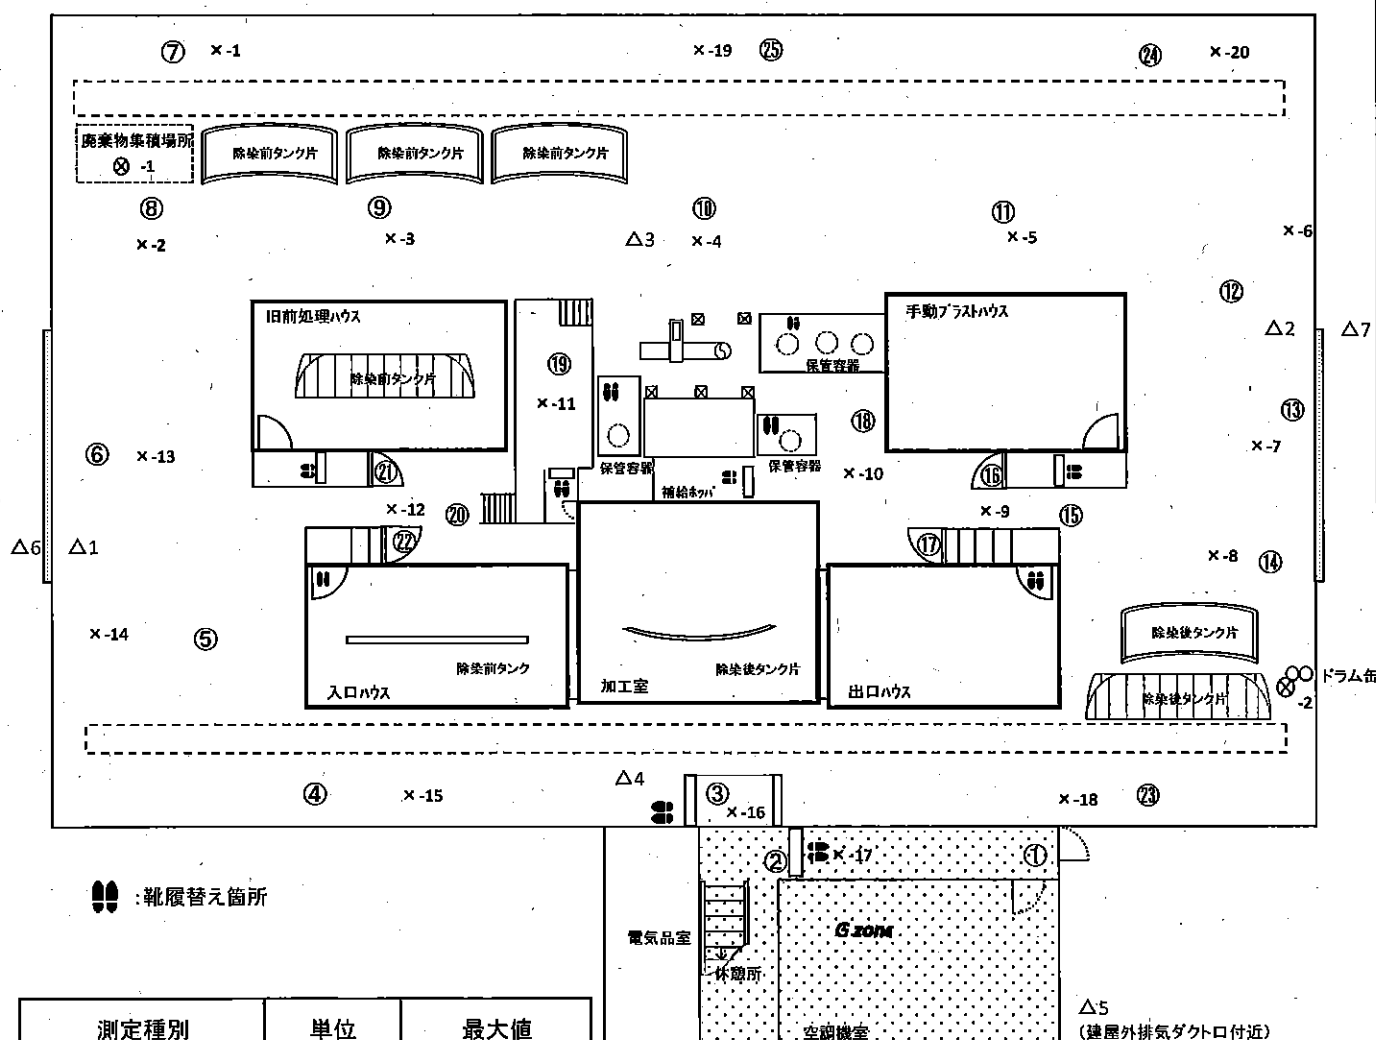 ⑦ ×-1 ×-19 ㉕ ㉔ ×-20
廃棄物集積場所
⊗ -1
除染前タンク片 除染前タンク片 除染前タンク片
⑧ ⑨ ⑩ ⑪
×-2 ×-3 △3 ×-4 ×-5 ×-6
⑫
旧前処理ハウス
手動ブラストハウス
△2 △7
除染前タンク片
⑲
保管容器
×-11
⑬
⑱
×-7
⑥ ×-13
㉑
保管容器
保管容器
×-10
⑯
補給ホッパ
×-12 ⑳ ×-9 ⑮
△6 △1
㉒
⑰
×-8 ⑭
×-14 ⑤
除染後タンク片
除染前タンク
除染後タンク片
入口ハウス
加工室
出口ハウス
ドラム缶
除染後タンク片
⊗
-2
④ ×-15 △4 ③ ×-16 ×-18 ㉓
② ×-17 ①
:靴履替え箇所
電気品室
G zone
休憩所
測定種別 単位 最大値
空調機室
△5
(建屋外排気ダクト口付近)